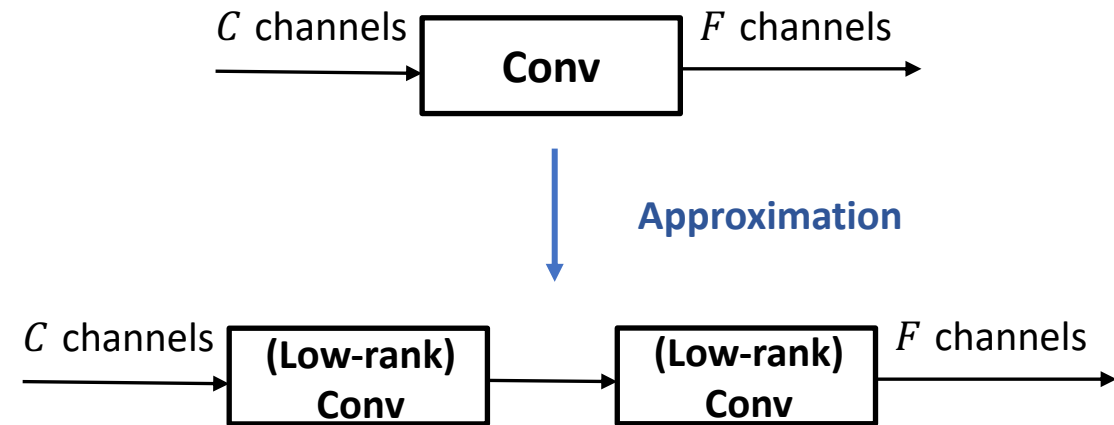 C channels
F channels
Conv
Approximation
C channels
(Low-rank)
Conv
(Low-rank)
Conv
F channels